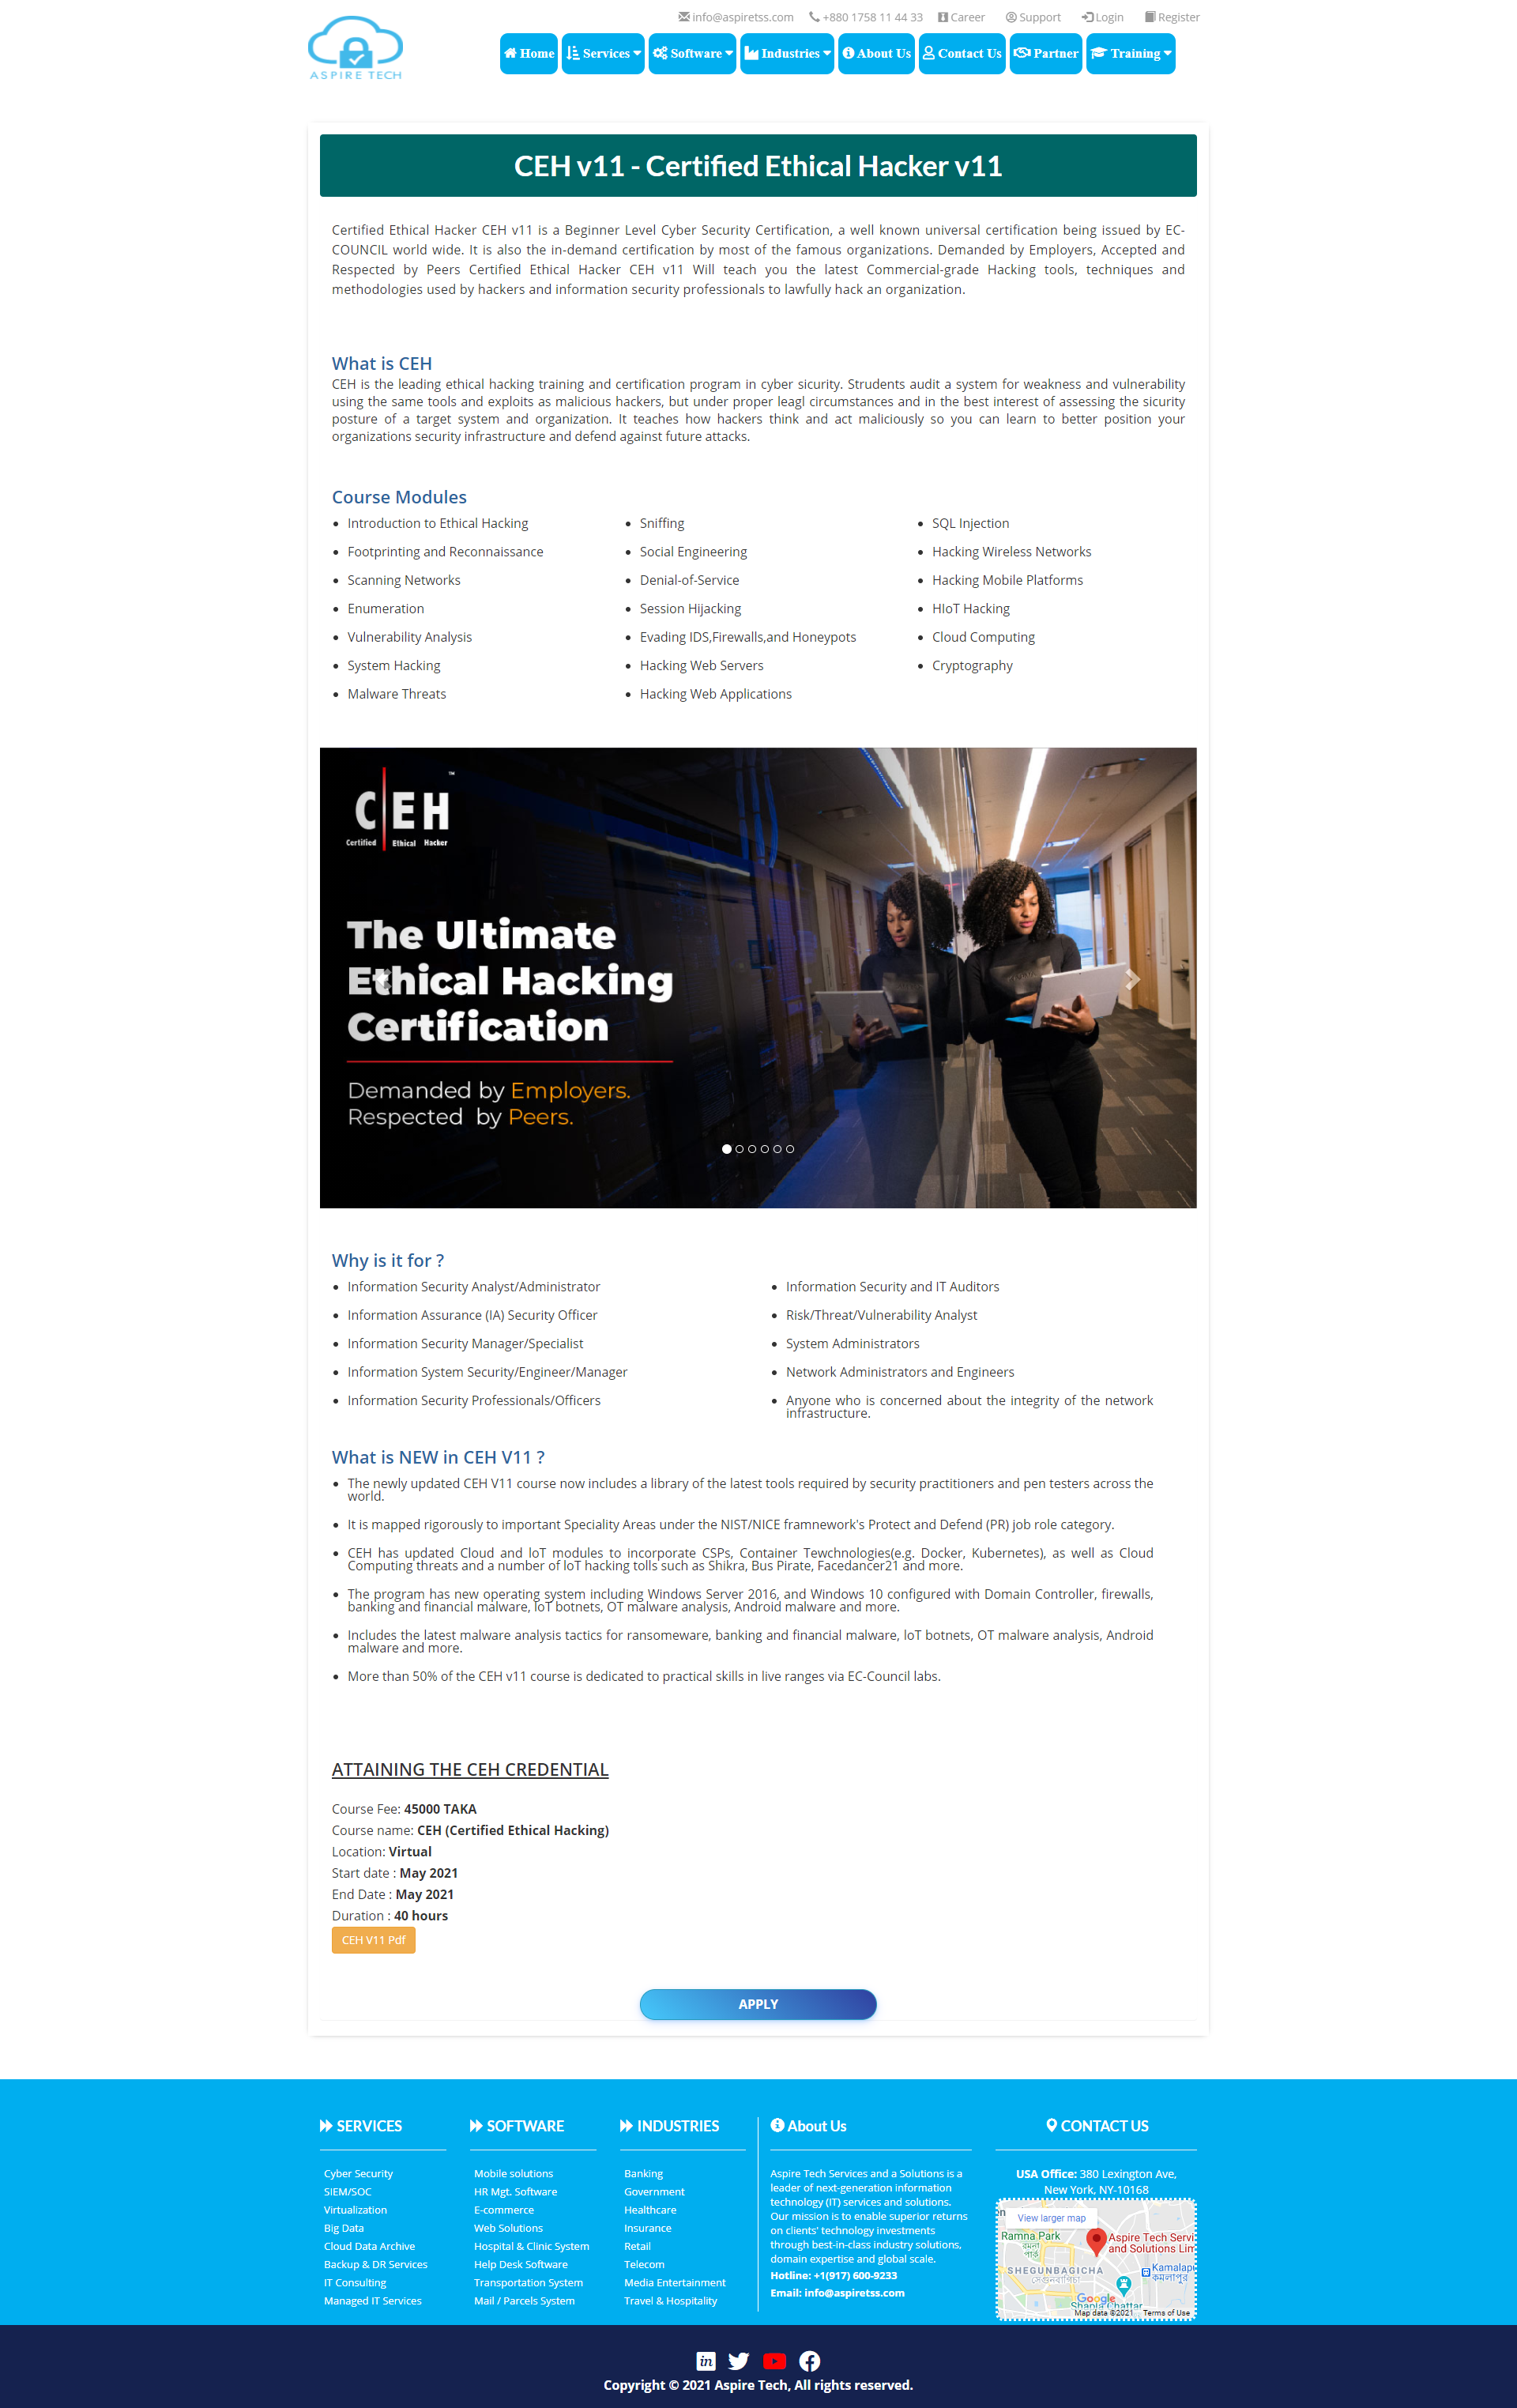 info@aspiretss.com +880 1758 11 44 33 Career Support Login Register
ASPIRE TECH
Home Services Software Industries About Us Contact Us Partner Training
CEH v11 - Certified Ethical Hacker v11
Certified Ethical Hacker CEH v11 is a Beginner Level Cyber Security Certification, a well known universal certification being issued by EC-
COUNCIL world wide. It is also the in-demand certification by most of the famous organizations. Demanded by Employers, Accepted and
Respected by Peers Certified Ethical Hacker CEH v11 Will teach you the latest Commercial-grade Hacking tools, techniques and
methodologies used by hackers and information security professionals to lawfully hack an organization.
What is CEH
CEH is the leading ethical hacking training and certification program in cyber sicurity. Strudents audit a system for weakness and vulnerability
using the same tools and exploits as malicious hackers, but under proper leagl circumstances and in the best interest of assessing the sicurity
posture of a target system and organization. It teaches how hackers think and act maliciously so you can learn to better position your
organizations security infrastructure and defend against future attacks.
Course Modules
Introduction to Ethical Hacking
Footprinting and Reconnaissance
Scanning Networks
Enumeration
Vulnerability Analysis
System Hacking
Malware Threats
Sniffing
Social Engineering
Denial-of-Service
Session Hijacking
Evading IDS,Firewalls,and Honeypots
Hacking Web Servers
Hacking Web Applications
SQL Injection
Hacking Wireless Networks
Hacking Mobile Platforms
HIoT Hacking
Cloud Computing
Cryptography
C|EH ™
Certified Ethical Hacker
The Ultimate
Ethical Hacking
Certification
Demanded by Employers.
Respected by Peers.
Why is it for ?
Information Security Analyst/Administrator
Information Assurance (IA) Security Officer
Information Security Manager/Specialist
Information System Security/Engineer/Manager
Information Security Professionals/Officers
Information Security and IT Auditors
Risk/Threat/Vulnerability Analyst
System Administrators
Network Administrators and Engineers
Anyone who is concerned about the integrity of the network
infrastructure.
What is NEW in CEH V11 ?
The newly updated CEH V11 course now includes a library of the latest tools required by security practitioners and pen testers across the
world.
It is mapped rigorously to important Speciality Areas under the NIST/NICE framnework's Protect and Defend (PR) job role category.
CEH has updated Cloud and loT modules to incorporate CSPs, Container Tewchnologies(e.g. Docker, Kubernetes), as well as Cloud
Computing threats and a number of loT hacking tolls such as Shikra, Bus Pirate, Facedancer21 and more.
The program has new operating system including Windows Server 2016, and Windows 10 configured with Domain Controller, firewalls,
banking and financial malware, loT botnets, OT malware analysis, Android malware and more.
Includes the latest malware analysis tactics for ransomeware, banking and financial malware, loT botnets, OT malware analysis, Android
malware and more.
More than 50% of the CEH v11 course is dedicated to practical skills in live ranges via EC-Council labs.
ATTAINING THE CEH CREDENTIAL
Course Fee: 45000 TAKA
Course name: CEH (Certified Ethical Hacking)
Location: Virtual
Start date : May 2021
End Date : May 2021
Duration : 40 hours
CEH V11 Pdf
APPLY
SERVICES
Cyber Security
SIEM/SOC
Virtualization
Big Data
Cloud Data Archive
Backup & DR Services
IT Consulting
Managed IT Services
SOFTWARE
Mobile solutions
HR Mgt. Software
E-commerce
Web Solutions
Hospital & Clinic System
Help Desk Software
Transportation System
Mail / Parcels System
INDUSTRIES
Banking
Government
Healthcare
Insurance
Retail
Telecom
Media Entertainment
Travel & Hospitality
About Us
Aspire Tech Services and a Solutions is a
leader of next-generation information
technology (IT) services and solutions.
Our mission is to enable superior returns
on clients' technology investments
through best-in-class industry solutions,
domain expertise and global scale.
Hotline: +1(917) 600-9233
Email: info@aspiretss.com
CONTACT US
USA Office: 380 Lexington Ave,
New York, NY-10168
View larger map
Ramna Park
রমনা
পার্ক
Aspire Tech Servi
and Solutions Lim
SHEGUNBAGICHA
সেগুনবাগিচা
Kamalap
কমলাপুর
Google
Shapla Chattar
Map data ©2021 Terms of Use
in
Copyright © 2021 Aspire Tech, All rights reserved.